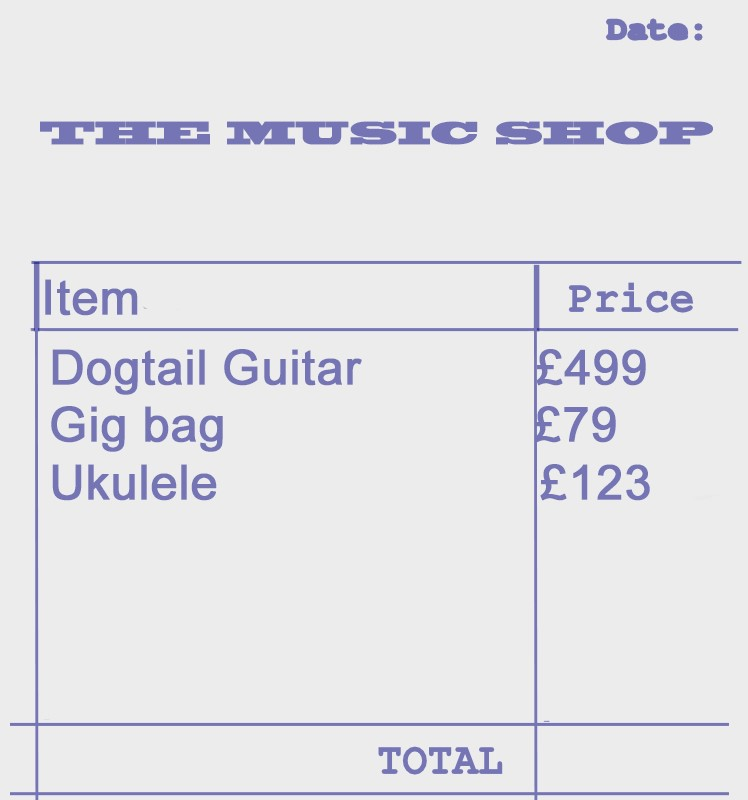 Date:
THE MUSIC SHOP
Item Price
Dogtail Guitar £499
Gig bag £79
Ukulele £123
TOTAL